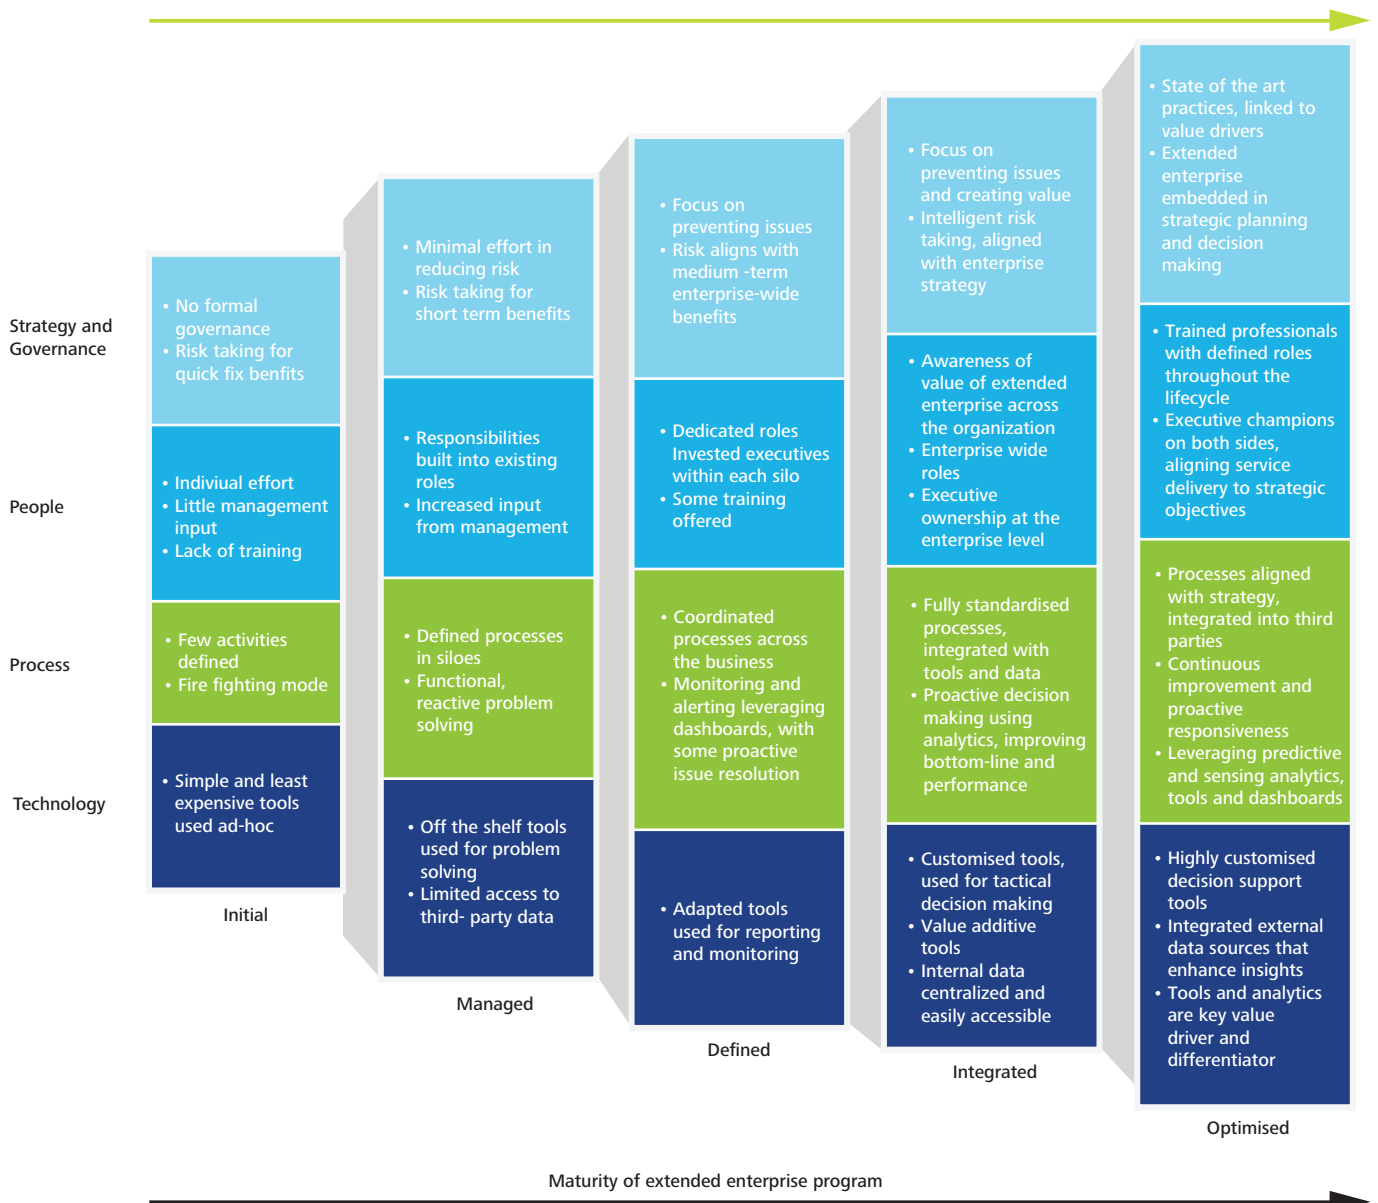 Strategy and
Governance
People
Process
Technology
• No formal
governance
• Risk taking for
quick fix benfits
• Indiviual effort
• Little management
input
• Lack of training
• Few activities
defined
• Fire fighting mode
• Simple and least
expensive tools
used ad-hoc
Initial
• Minimal effort in
reducing risk
• Risk taking for
short term benefits
• Responsibilities
built into existing
roles
• Increased input
from management
• Defined processes
in siloes
• Functional,
reactive problem
solving
• Off the shelf tools
used for problem
solving
• Limited access to
third- party data
Managed
• Focus on
preventing issues
• Risk aligns with
medium -term
enterprise-wide
benefits
• Dedicated roles
Invested executives
within each silo
• Some training
offered
• Coordinated
processes across
the business
• Monitoring and
alerting leveraging
dashboards, with
some proactive
issue resolution
• Adapted tools
used for reporting
and monitoring
Defined
• Focus on
preventing issues
and creating value
• Intelligent risk
taking, aligned
with enterprise
strategy
• Awareness of
value of extended
enterprise across
the organization
• Enterprise wide
roles
• Executive
ownership at the
enterprise level
• Fully standardised
processes,
integrated with
tools and data
• Proactive decision
making using
analytics, improving
bottom-line and
performance
• Customised tools,
used for tactical
decision making
• Value additive
tools
• Internal data
centralized and
easily accessible
Integrated
• State of the art
practices, linked to
value drivers
• Extended
enterprise
embedded in
strategic planning
and decision
making
• Trained professionals
with defined roles
throughout the
lifecycle
• Executive champions
on both sides,
aligning service
delivery to strategic
objectives
• Processes aligned
with strategy,
integrated into third
parties
• Continuous
improvement and
proactive
responsiveness
• Leveraging predictive
and sensing analytics,
tools and dashboards
• Highly customised
decision support
tools
• Integrated external
data sources that
enhance insights
• Tools and analytics
are key value
driver and
differentiator
Optimised
Maturity of extended enterprise program